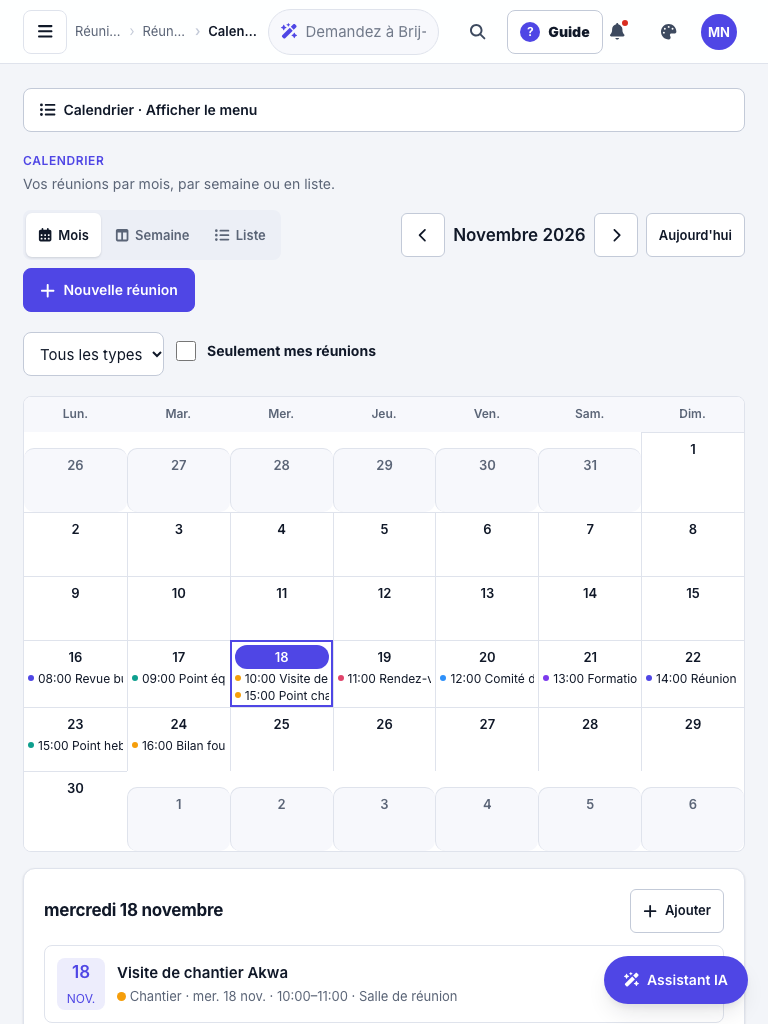 Réuni... › Réun... › Calen... Demandez à Brij- ? Guide MN
Calendrier · Afficher le menu
CALENDRIER
Vos réunions par mois, par semaine ou en liste.
Mois Semaine Liste Novembre 2026 Aujourd'hui
+ Nouvelle réunion
Tous les types Seulement mes réunions
Lun. Mar. Mer. Jeu. Ven. Sam. Dim.
26 27 28 29 30 31 1
2 3 4 5 6 7 8
9 10 11 12 13 14 15
16 17 18 19 20 21 22
08:00 Revue bu 09:00 Point éq 10:00 Visite de 11:00 Rendez-v 12:00 Comité d 13:00 Formatio 14:00 Réunion
15:00 Point cha
23 24 25 26 27 28 29
15:00 Point heb 16:00 Bilan fou
30 1 2 3 4 5 6
mercredi 18 novembre + Ajouter
18 Visite de chantier Akwa
NOV. Chantier · mer. 18 nov. · 10:00–11:00 · Salle de réunion
Assistant IA